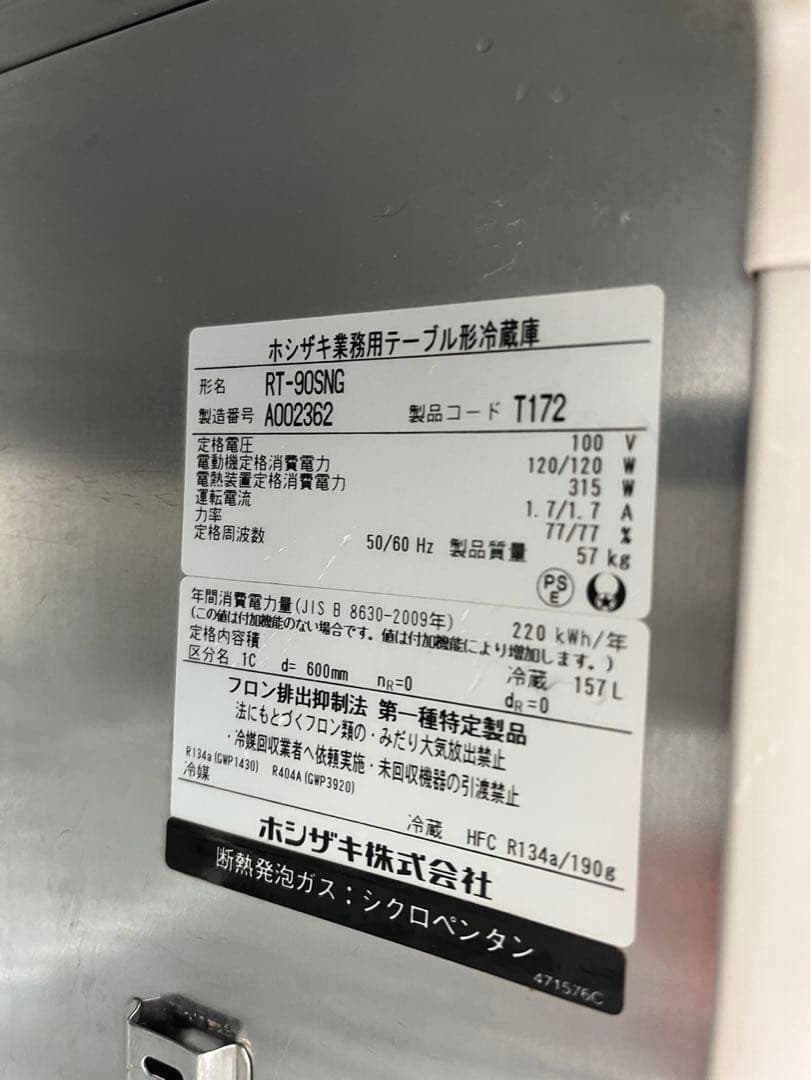 ホシザキ業務用テーブル形冷蔵庫
形名 RT-90SNG
製造番号 A002362 製品コード T172
定格電圧 100 V
電動機定格消費電力 120/120 W
電熱装置定格消費電力 315 W
運転電流 1.7/1.7 A
力率 77/77 %
定格周波数 50/60 Hz 製品質量 57 kg
PS
E
年間消費電力量(JIS B 8630-2009年) 220 kWh/年
(この値は付加機能のない場合です。値は付加機能により増加します。)
定格内容積 冷蔵 157L
区分名 1C d= 600mm nR=0 dR=0
フロン排出抑制法 第一種特定製品
法にもとづくフロン類の・みだり大気放出禁止
・冷媒回収業者へ依頼実施・未回収機器の引渡禁止
R134a(GWP1430) R404A(GWP3920)
冷媒 冷蔵 HFC R134a/190g
ホシザキ株式会社
断熱発泡ガス:シクロペンタン
471576C